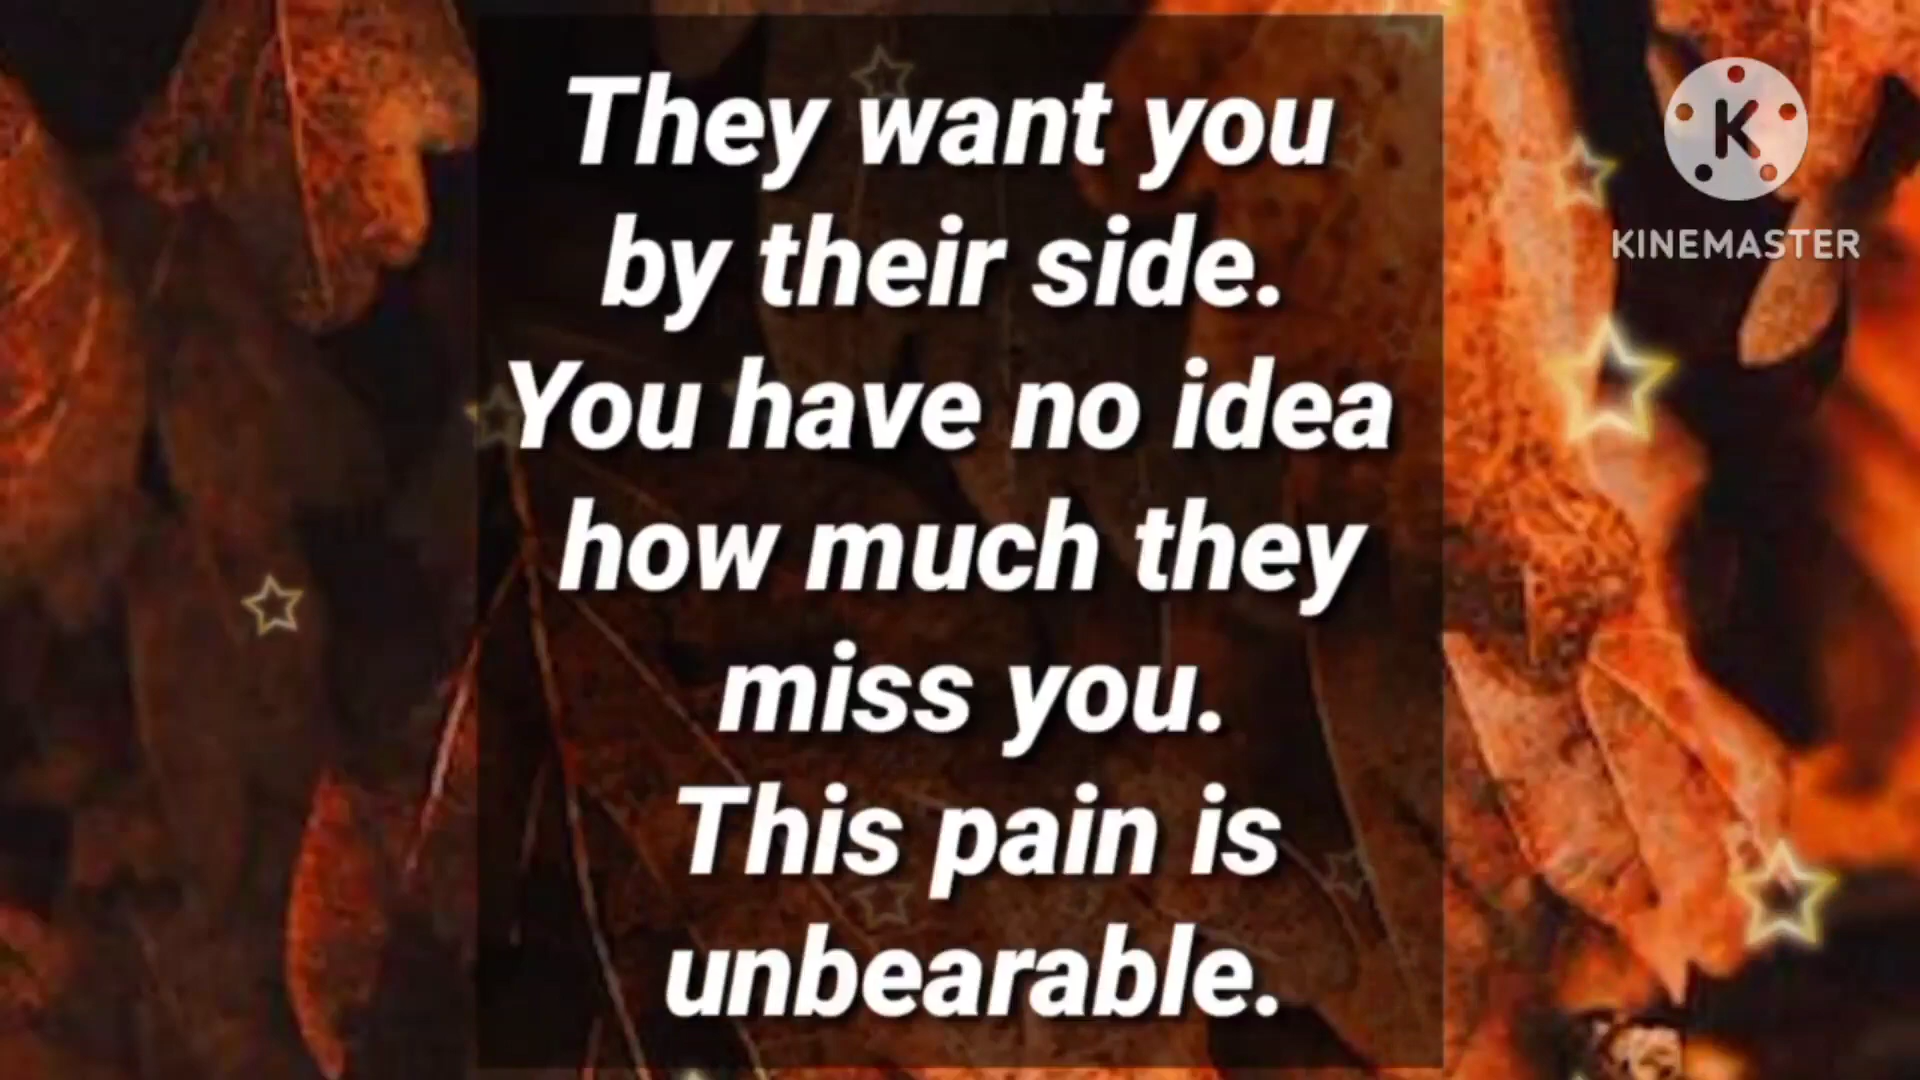 They want you
by their side.
You have no idea
how much they
miss you.
This pain is
unbearable.
K
KINEMASTER